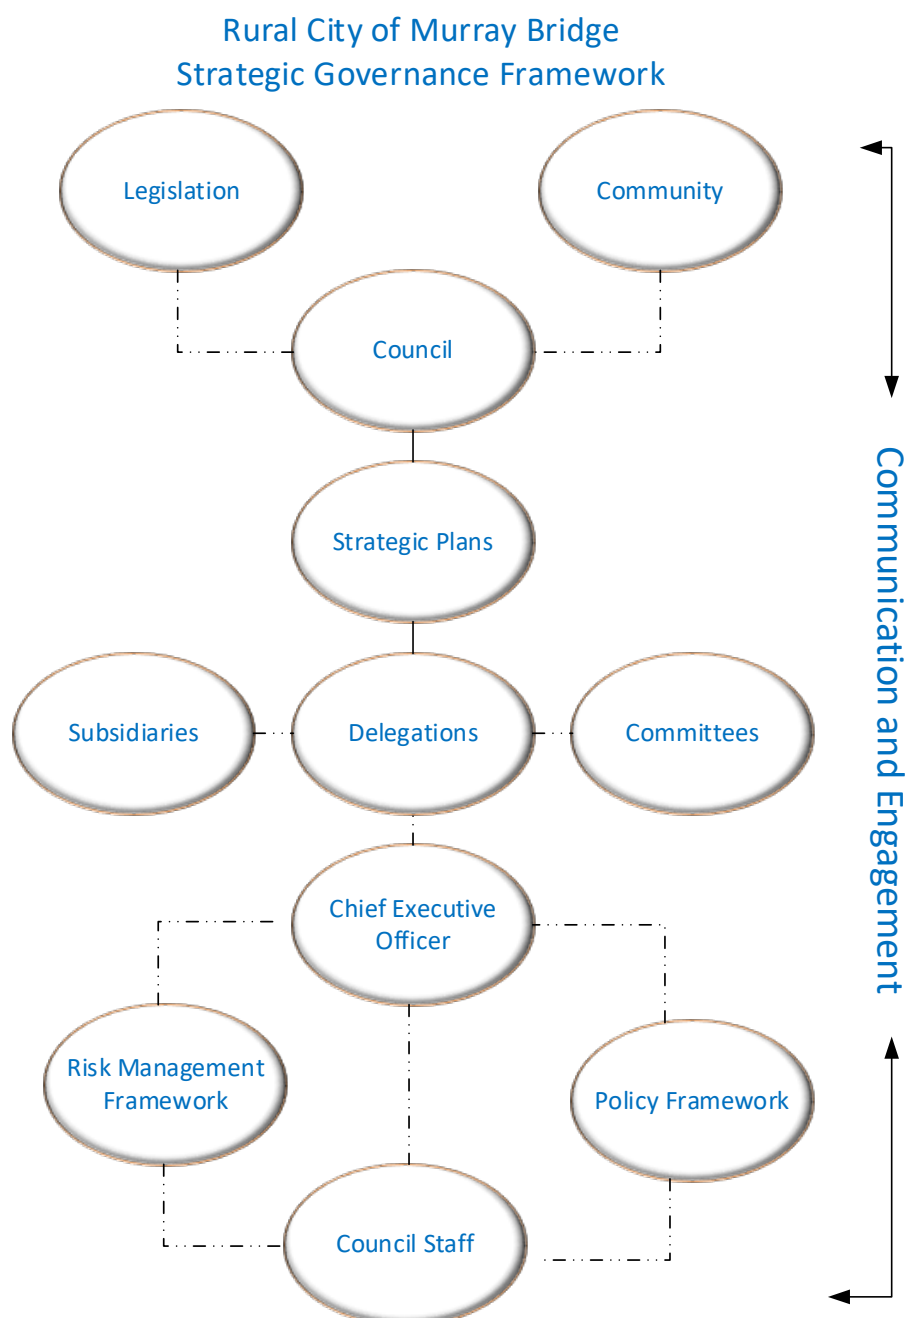 Rural City of Murray Bridge
Strategic Governance Framework
Legislation
Community
Council
Strategic Plans
Subsidiaries
Delegations
Committees
Communication and Engagement
Chief Executive
Officer
Risk Management
Framework
Policy Framework
Council Staff